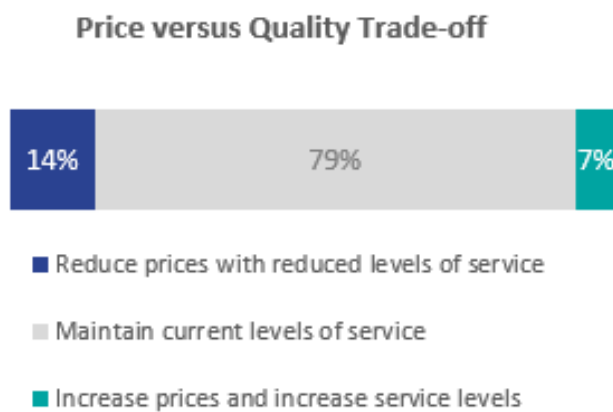 Price versus Quality Trade-off
14% 79% 7%
Reduce prices with reduced levels of service
Maintain current levels of service
Increase prices and increase service levels